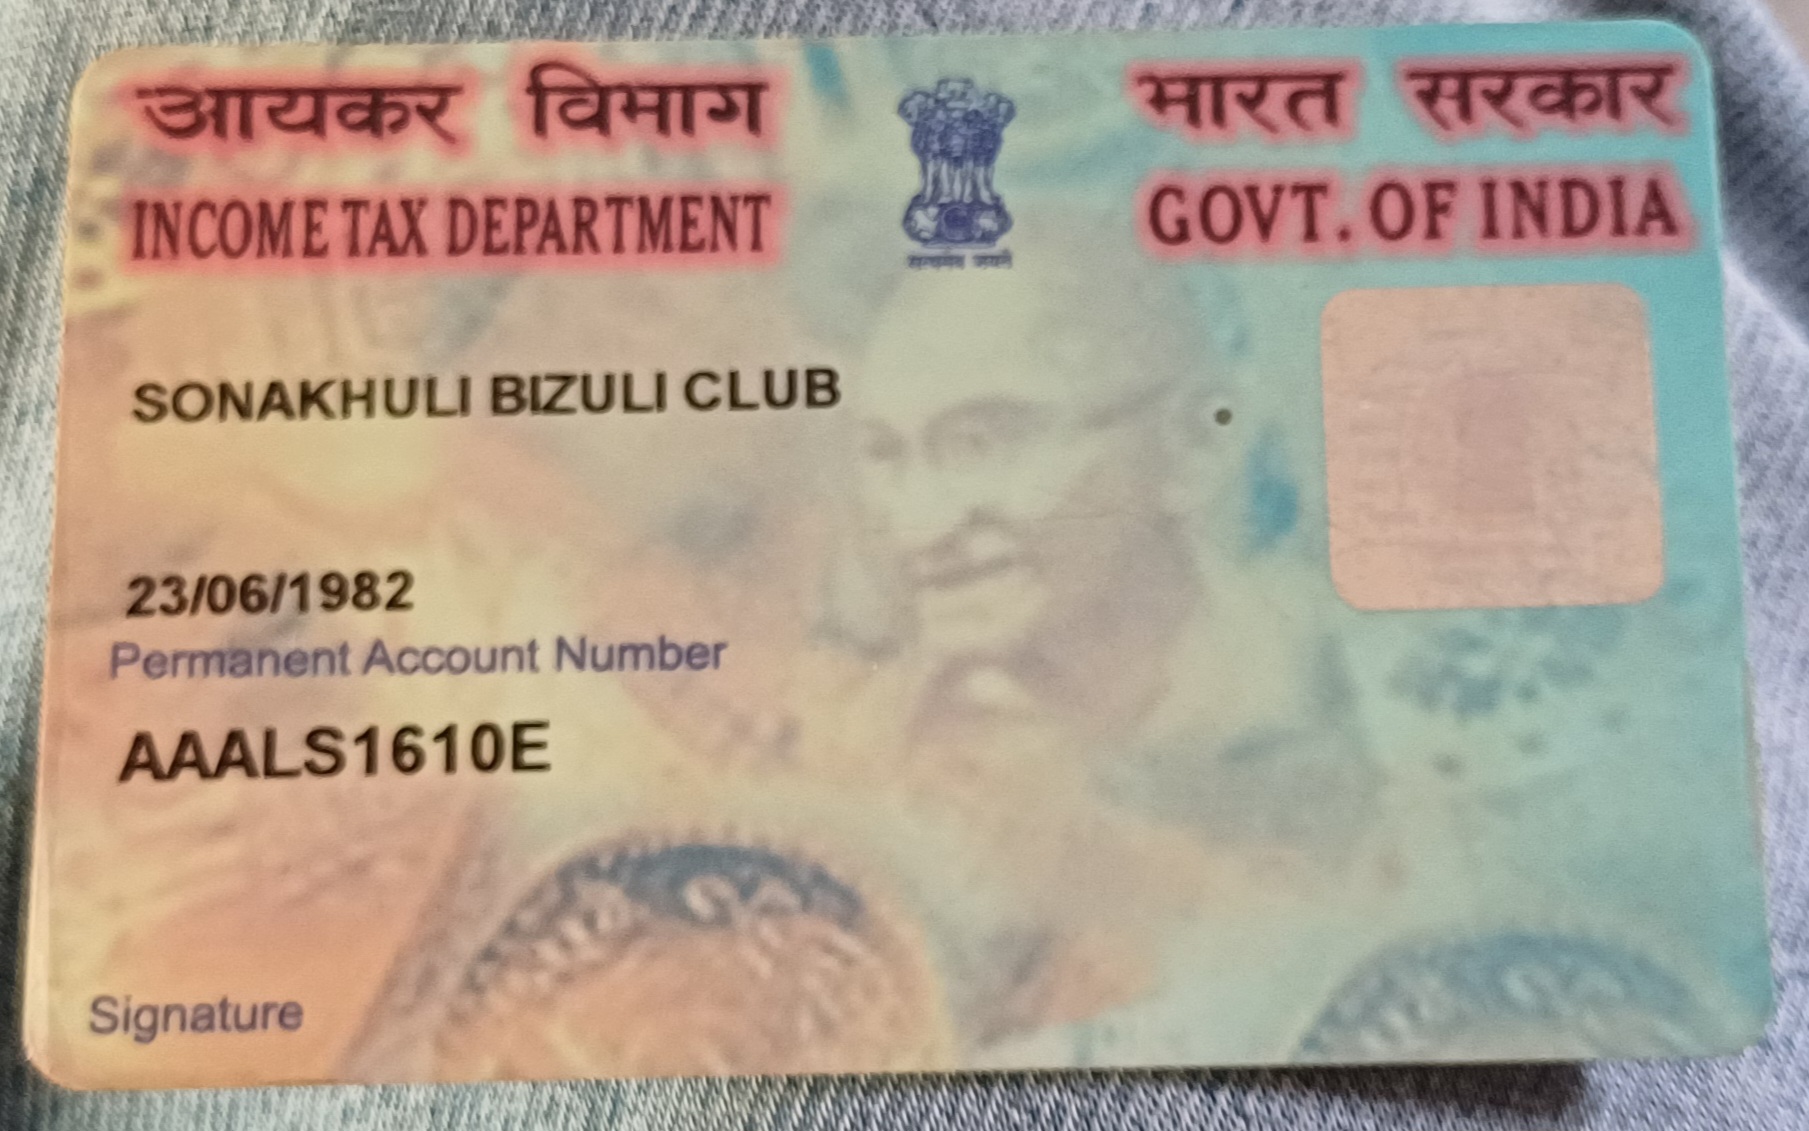 आयकर विभाग
भारत सरकार
INCOME TAX DEPARTMENT
GOVT. OF INDIA
सत्यमेव जयते
SONAKHULI BIZULI CLUB
23/06/1982
Permanent Account Number
AAALS1610E
Signature